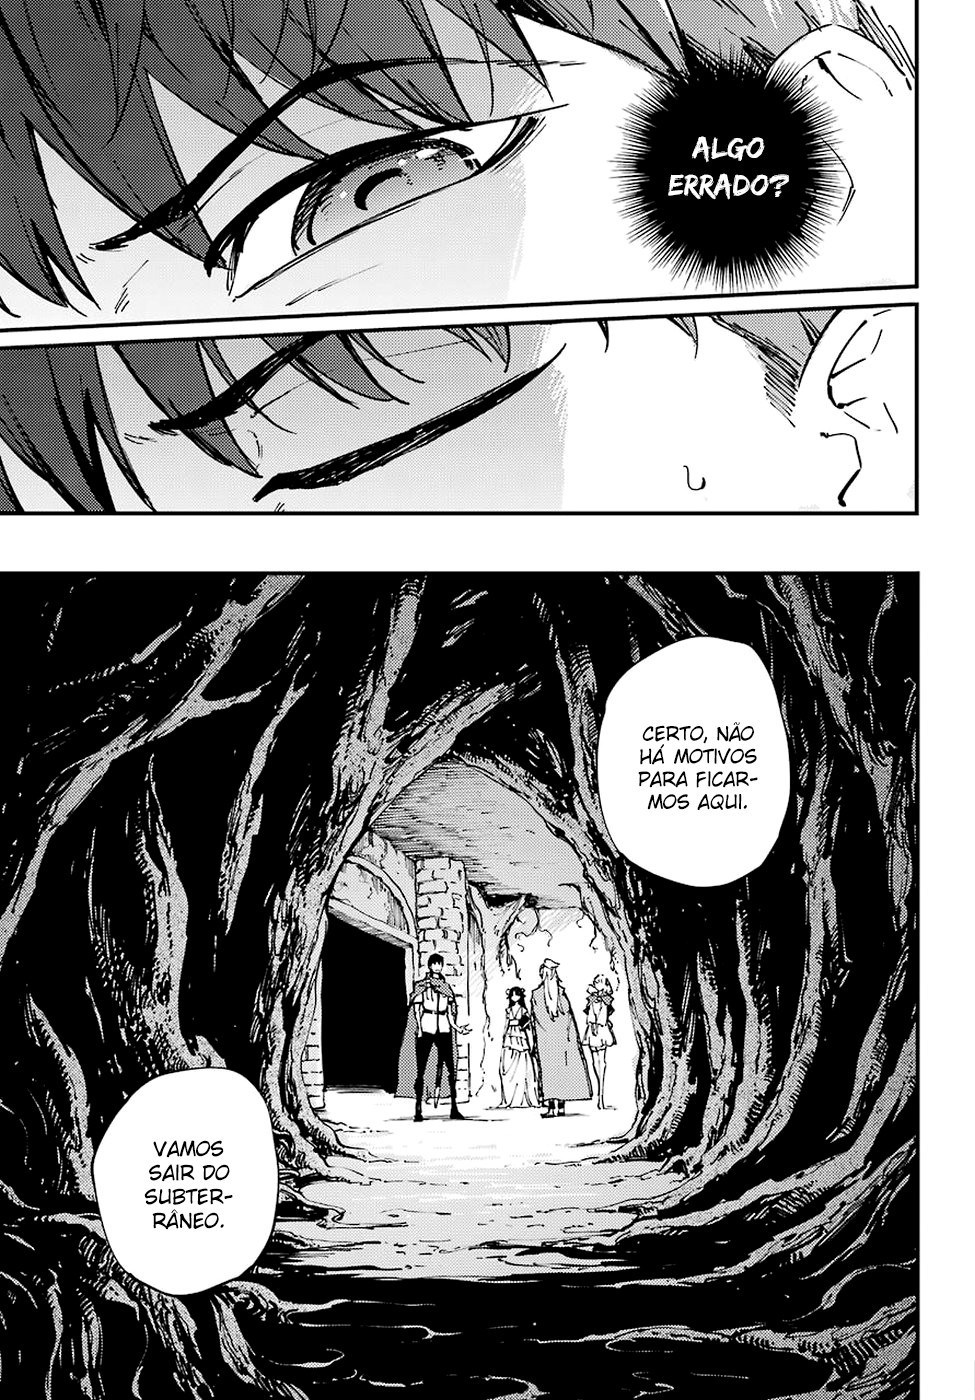 ALGO
ERRADO?
CERTO, NÃO
HÁ MOTIVOS
PARA FICAR-
MOS AQUI.
VAMOS
SAIR DO
SUBTER-
RÂNEO.